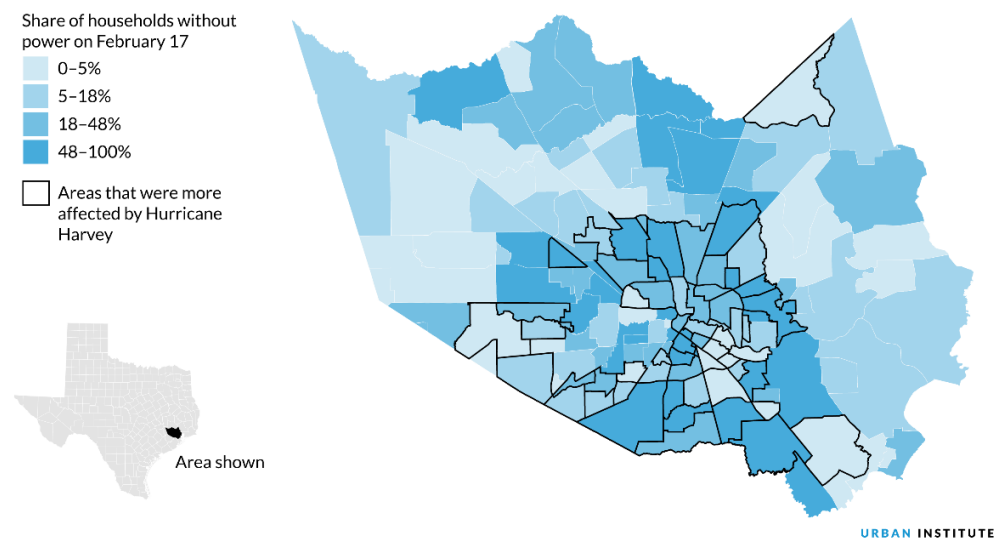 Share of households without
power on February 17
0–5%
5–18%
18–48%
48–100%
Areas that were more
affected by Hurricane
Harvey
Area shown
URBAN INSTITUTE